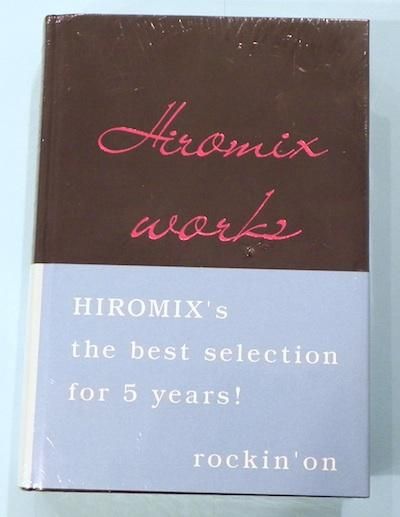 Hiromix
works
HIROMIX's
the best selection
for 5 years!
rockin'on